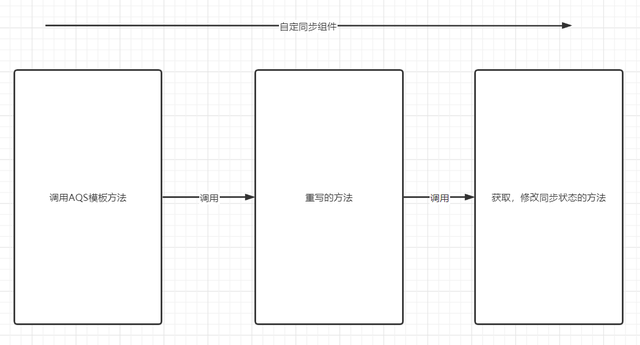 自定同步组件
调用AQS模板方法
调用
重写的方法
调用
获取，修改同步状态的方法